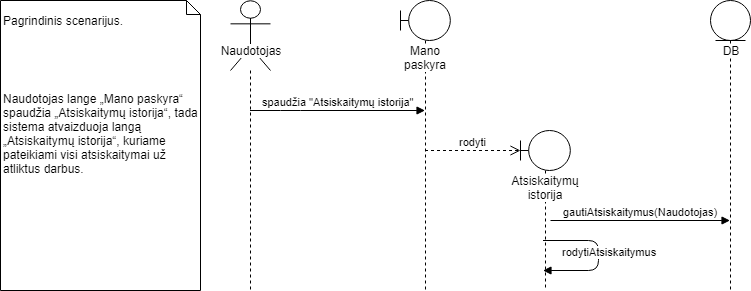 Pagrindinis scenarijus.
Naudotojas lange „Mano paskyra“
spaudžia „Atsiskaitymų istorija“, tada
sistema atvaizduoja langą
„Atsiskaitymų istorija“, kuriame
pateikiami visi atsiskaitymai už
atliktus darbus.
Naudotojas
Mano
paskyra
DB
spaudžia "Atsiskaitymų istorija"
rodyti
Atsiskaitymų
istorija
gautiAtsiskaitymus(Naudotojas)
rodytiAtsiskaitymus